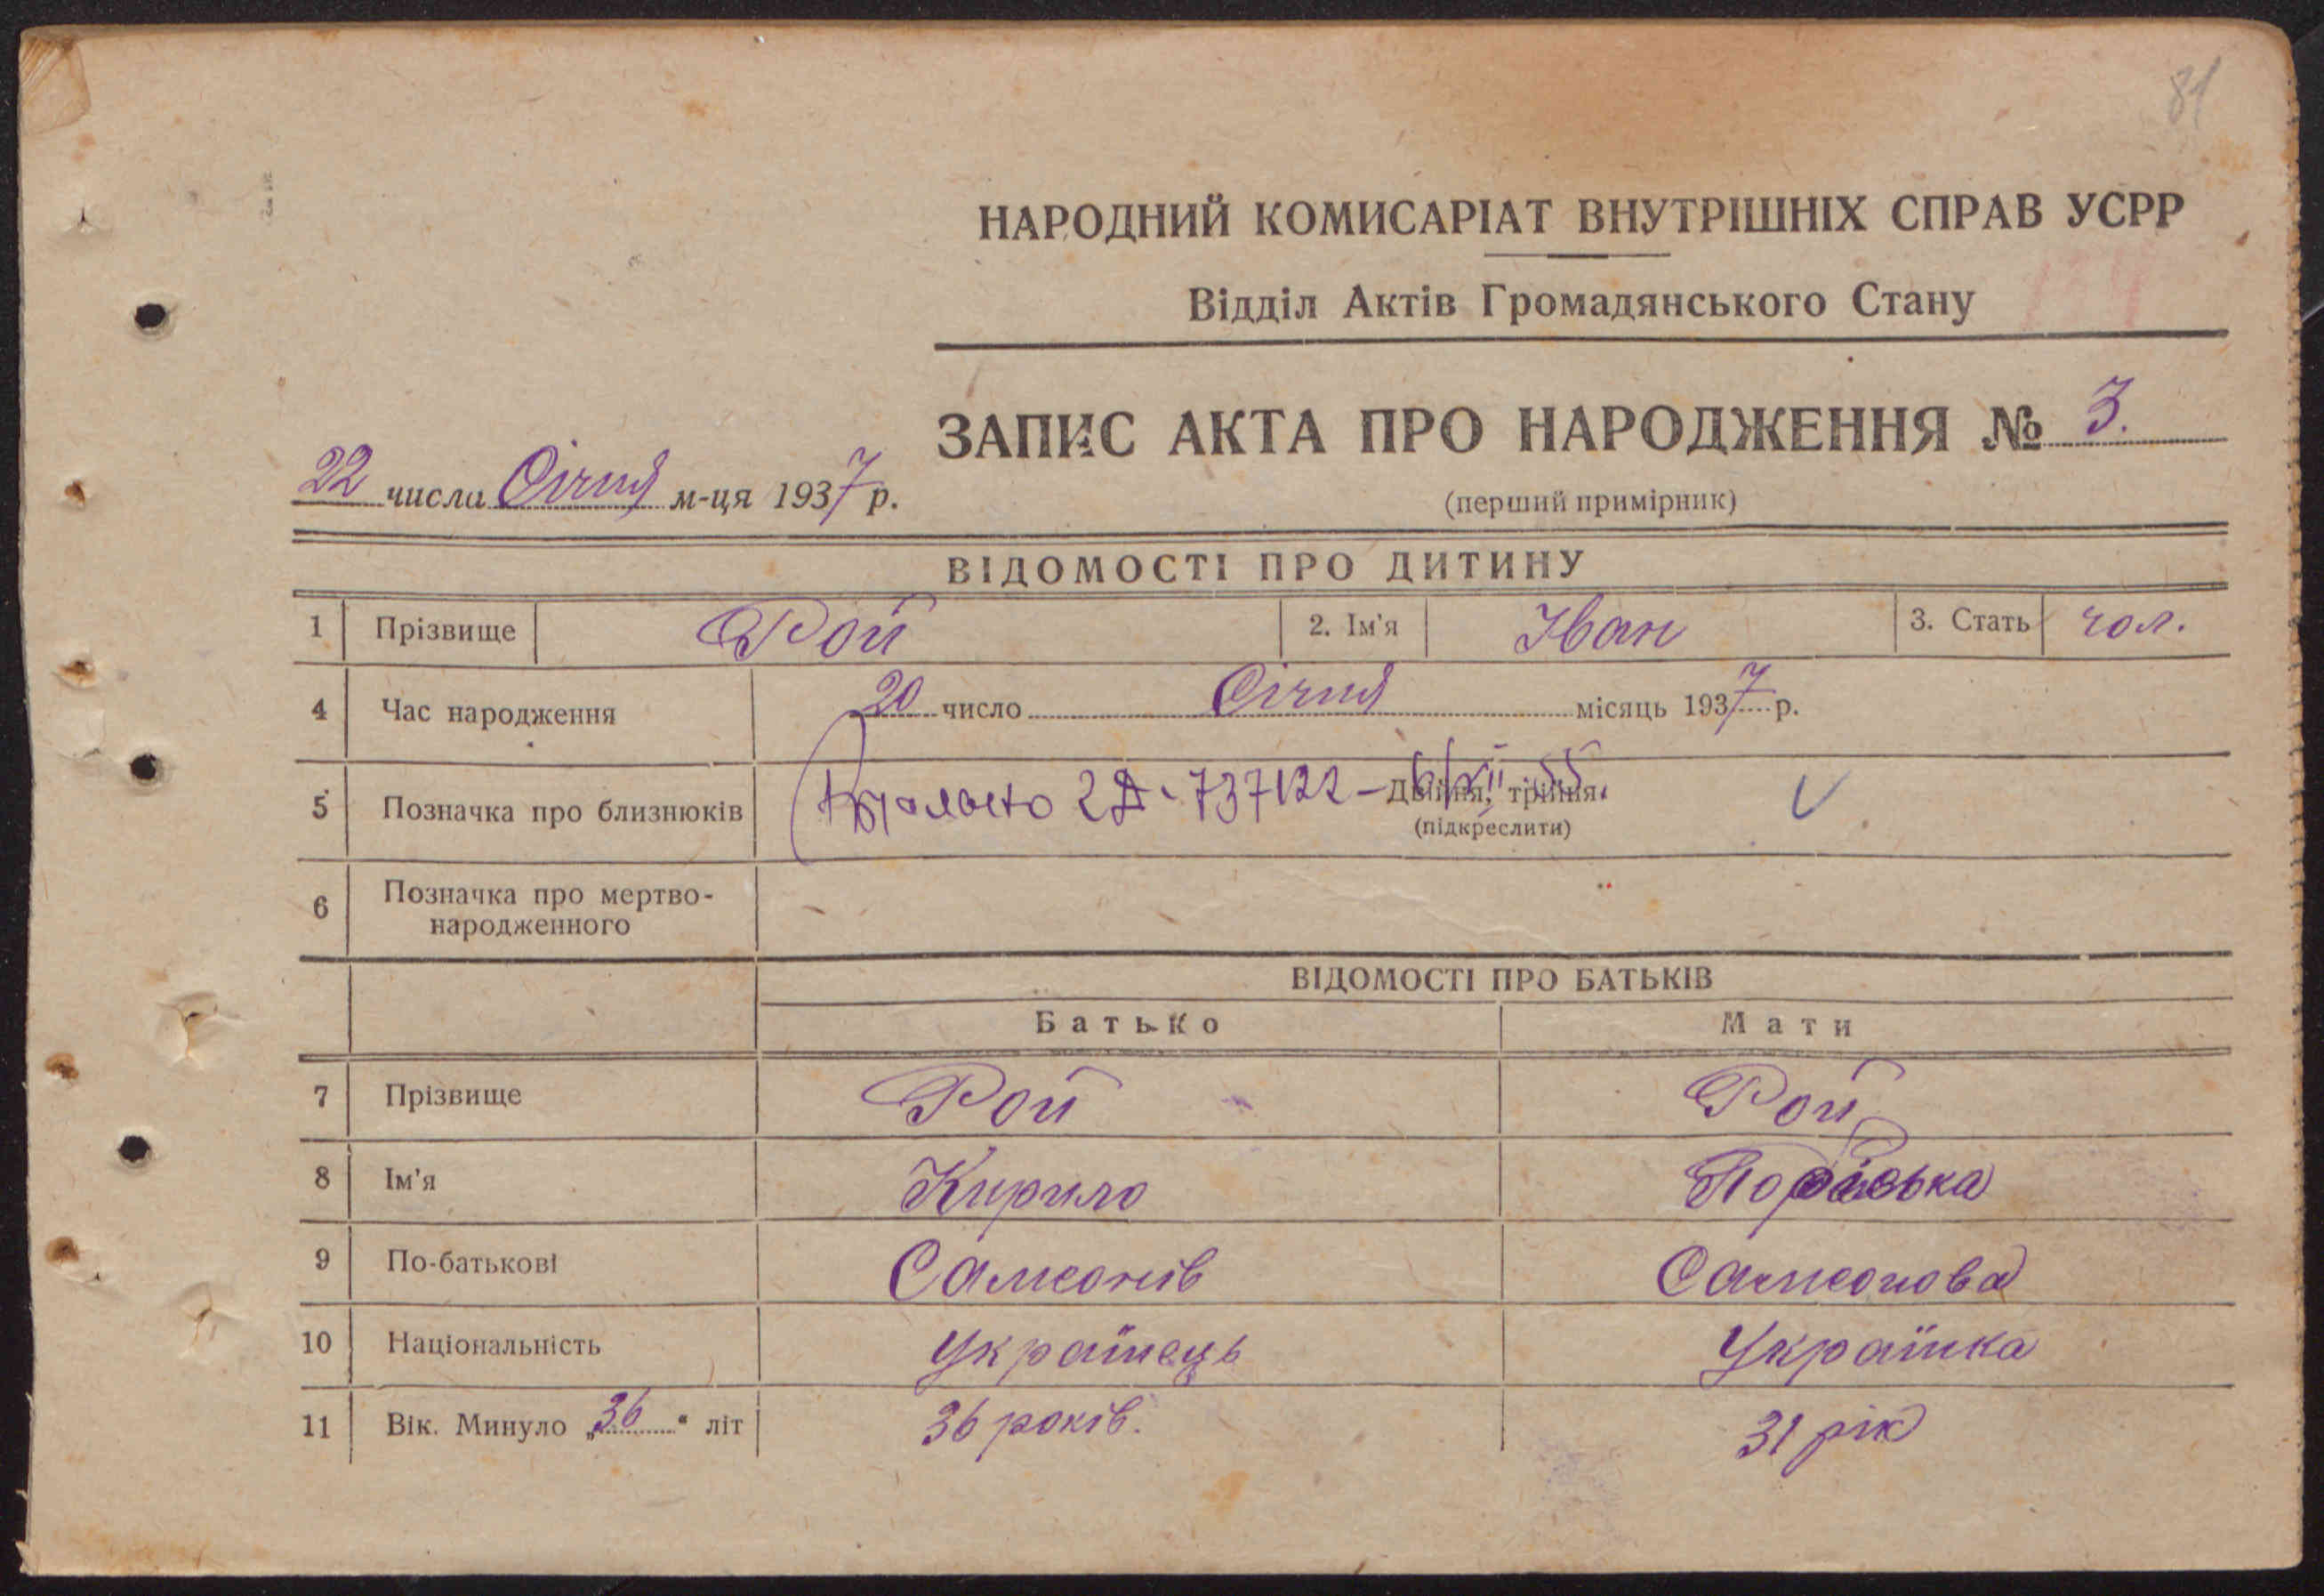 81
НАРОДНИЙ КОМИСАРІАТ ВНУТРІШНІХ СПРАВ УСРР
Відділ Актів Громадянського Стану
ЗАПИС АКТА ПРО НАРОДЖЕННЯ № 3.
22 числа Січня м-ця 1937 р.
(перший примірник)
ВІДОМОСТІ ПРО ДИТИНУ
1 Прізвище Рой 2. Ім'я Іван 3. Стать чол.
4 Час народження 20 число Січня місяць 1937 р.
5 Позначка про близнюків 737122 – Двійня, трійня.
(підкреслити)
6 Позначка про мертво-
народженного
ВІДОМОСТІ ПРО БАТЬКІВ
Батько Мати
7 Прізвище Рой Рой
8 Ім'я Кирило
9 По-батькові Самсонів Самсонова
10 Національність Українець Українка
11 Вік. Минуло „36“ літ 36 років. 31 рік